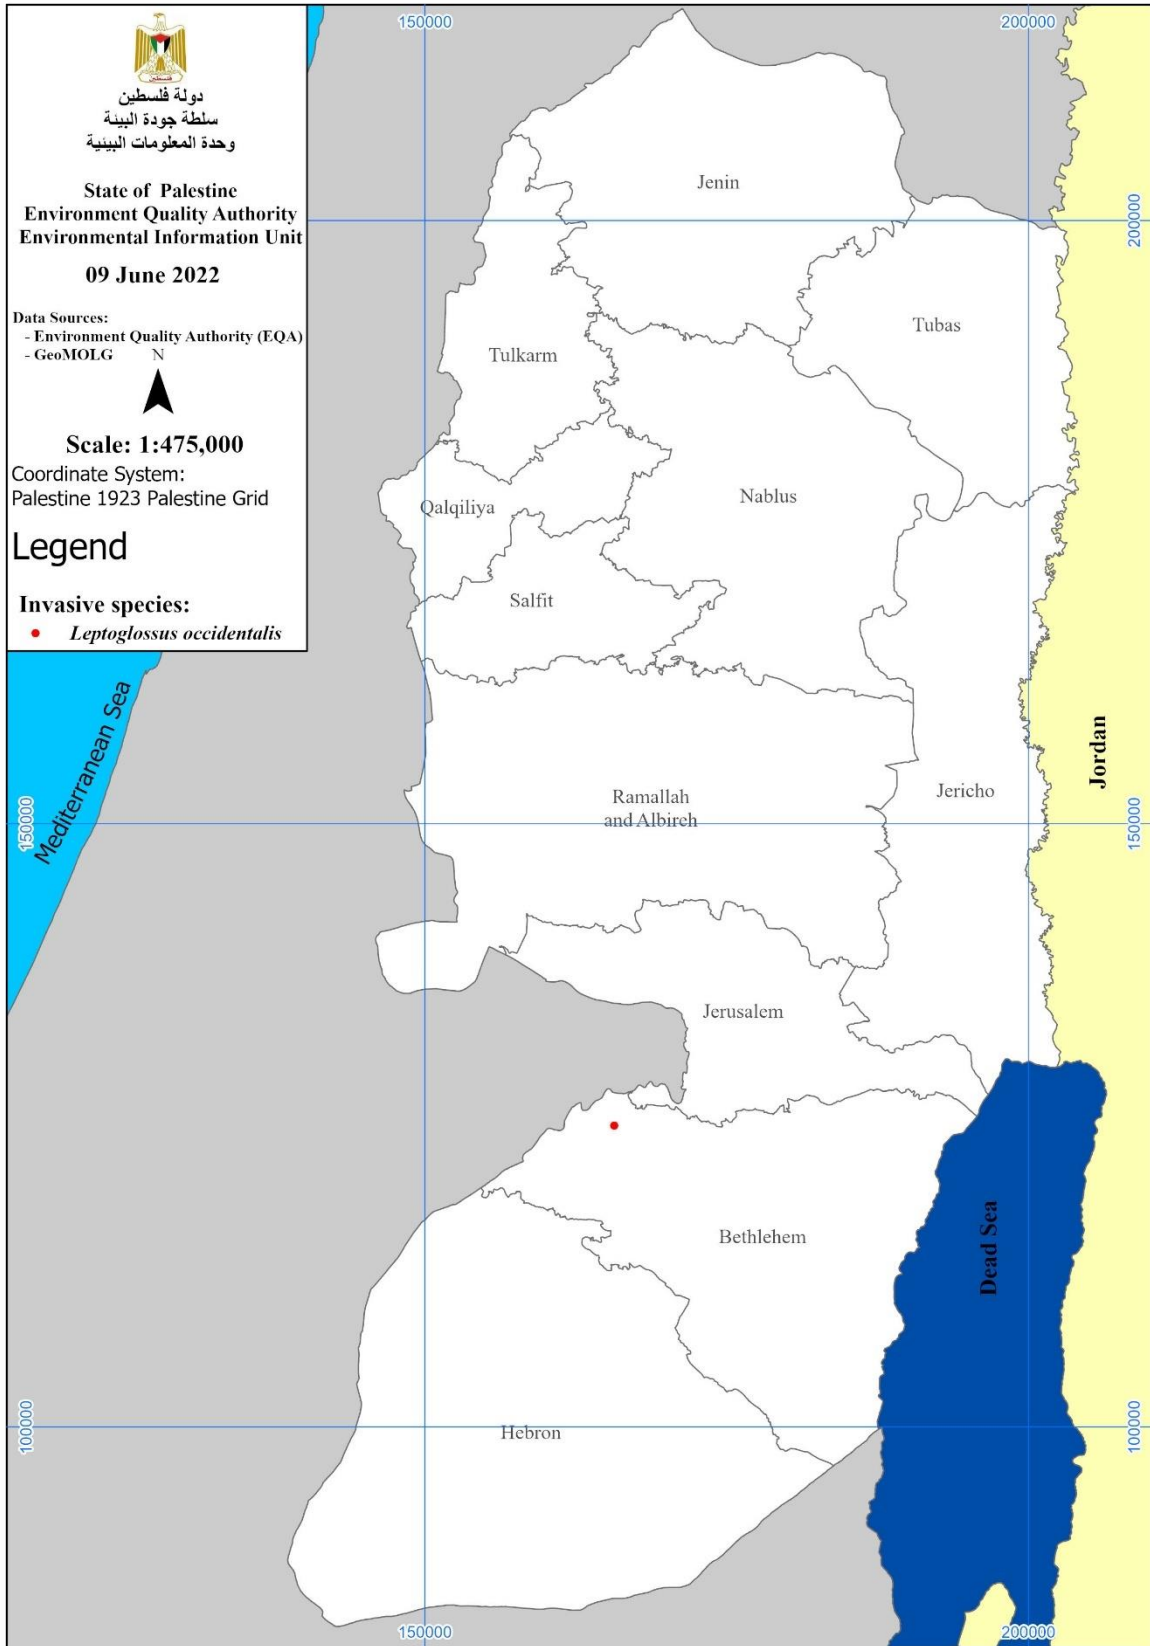 فلسطين
دولة فلسطين
سلطة جودة البيئة
وحدة المعلومات البيئية
State of Palestine
Environment Quality Authority
Environmental Information Unit
09 June 2022
Data Sources:
- Environment Quality Authority (EQA)
- GeoMOLG
N
Scale: 1:475,000
Coordinate System:
Palestine 1923 Palestine Grid
Legend
Invasive species:
Leptoglossus occidentalis
150000
200000
Jenin
200000
Tubas
Tulkarm
Nablus
Qalqiliya
Salfit
Mediterranean Sea
Jordan
Jericho
Ramallah
and Albireh
150000
150000
Jerusalem
Bethlehem
Dead Sea
Hebron
100000
100000
150000
200000